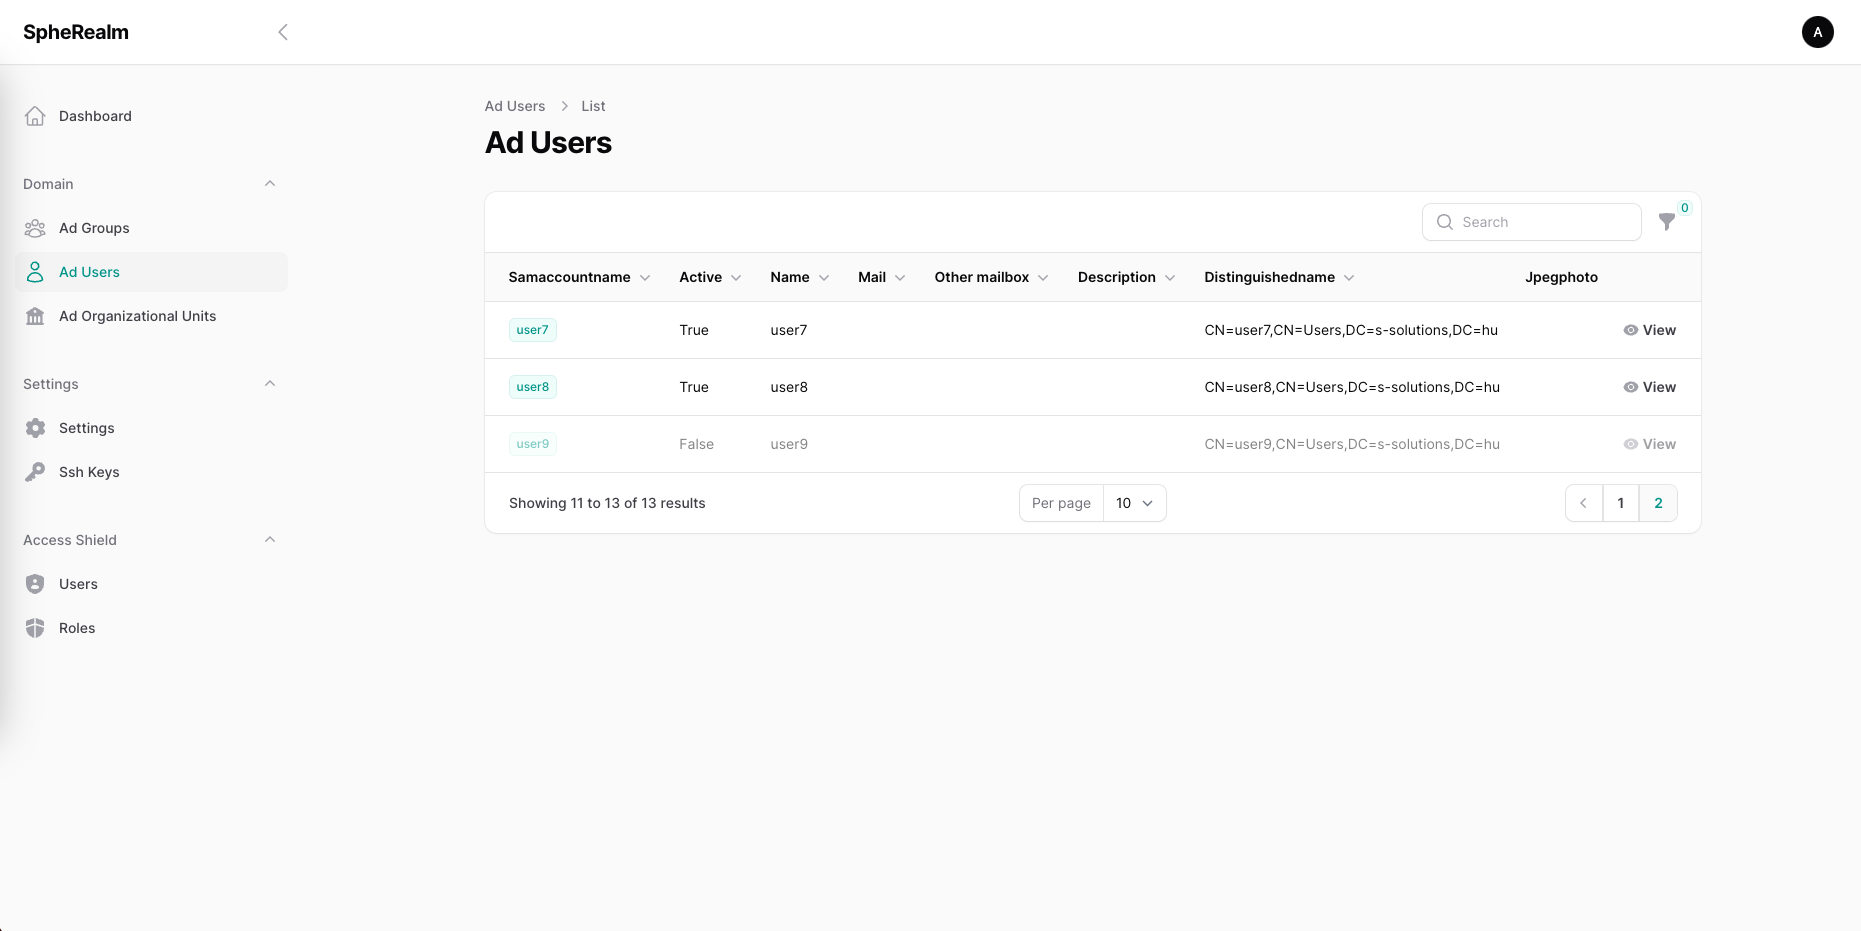 SpheRealm
A
Dashboard
Domain
Ad Groups
Ad Users
Ad Organizational Units
Settings
Settings
Ssh Keys
Access Shield
Users
Roles
Ad Users List
Ad Users
Search 0
Samaccountname Active Name Mail Other mailbox Description Distinguishedname Jpegphoto
user7 True user7 CN=user7,CN=Users,DC=s-solutions,DC=hu View
user8 True user8 CN=user8,CN=Users,DC=s-solutions,DC=hu View
user9 False user9 CN=user9,CN=Users,DC=s-solutions,DC=hu View
Showing 11 to 13 of 13 results Per page 10 1 2